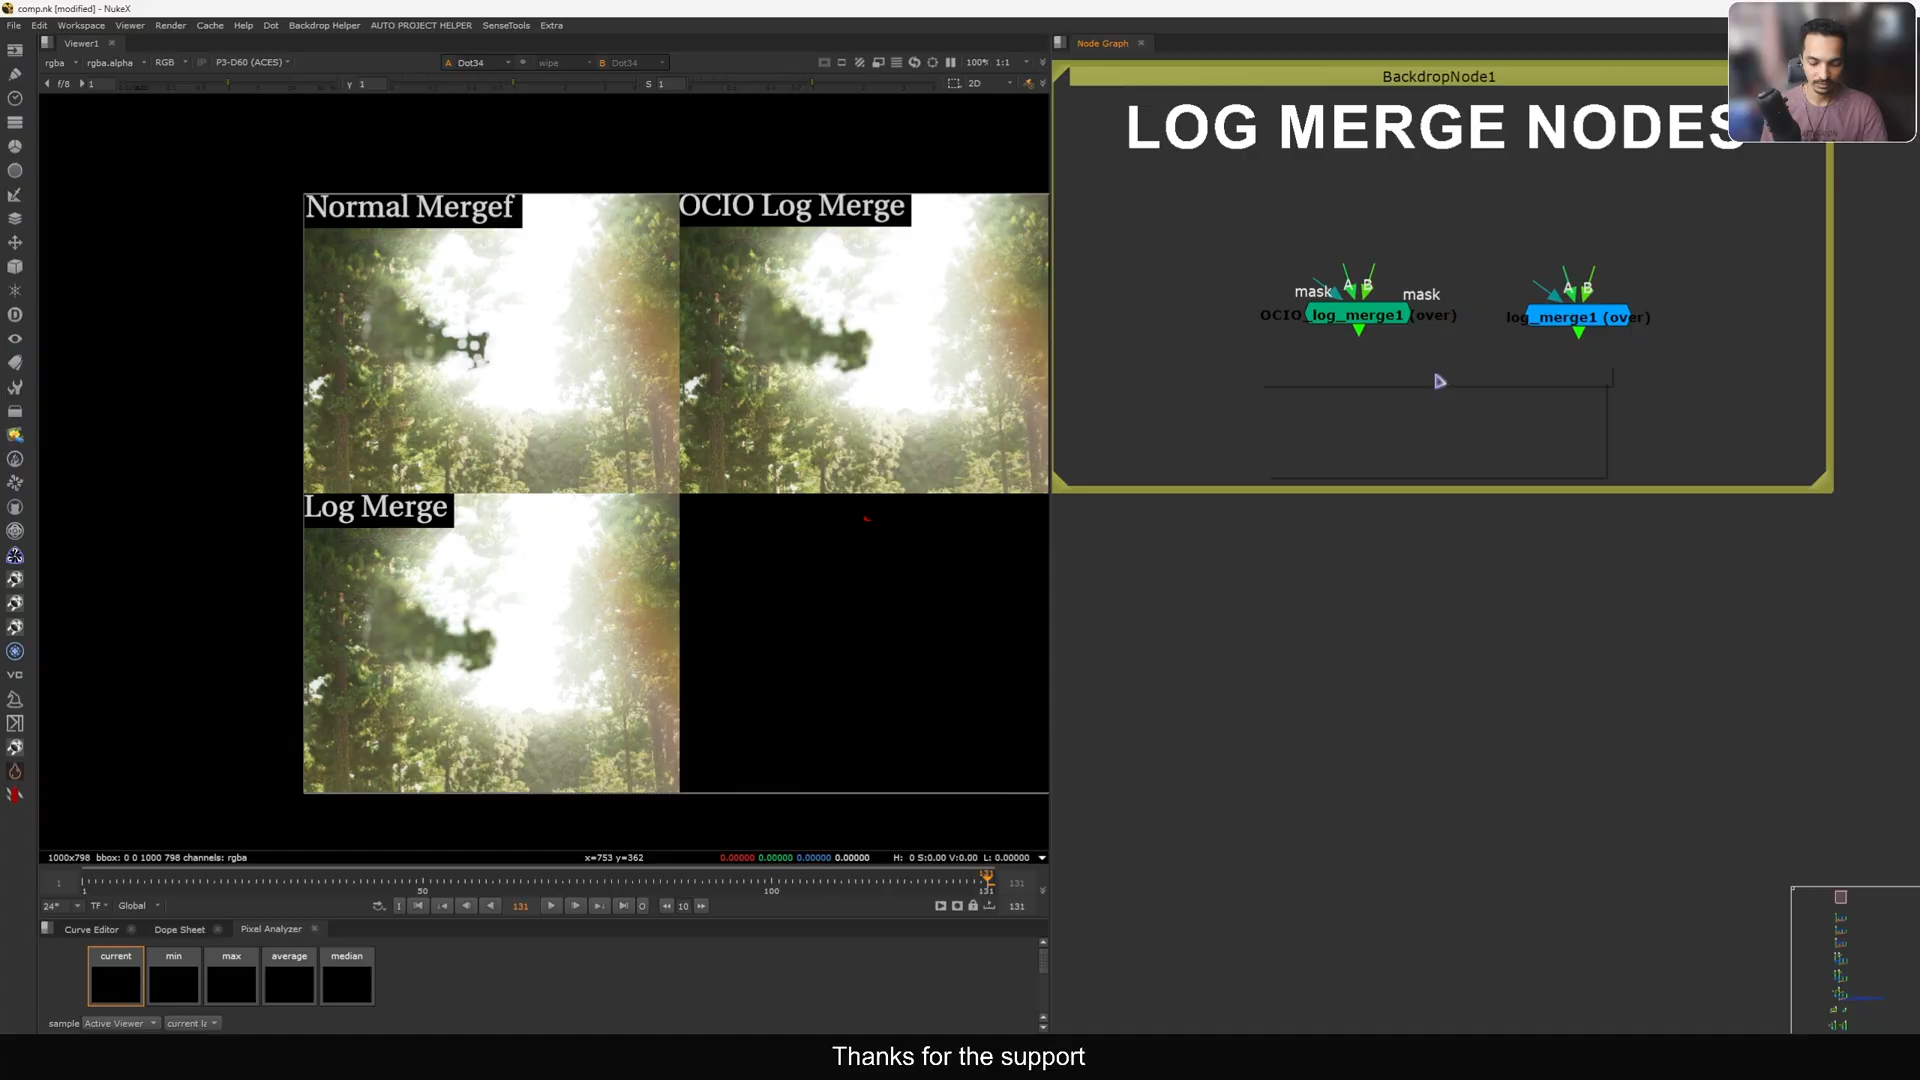 comp.nk [modified] - NukeX
File Edit Workspace Viewer Render Cache Help Dot Backdrop Helper AUTO PROJECT HELPER SenseTools Extra
Viewer1
Node Graph
rgba rgba.alpha RGB IP P3-D60 (ACES) A Dot34 wipe B Dot34 100% 1:1
f/8 1 Y 1 S 1 2D
BackdropNode1
LOG MERGE NODES
Normal Mergef
OCIO Log Merge
mask A B mask
OCIO_log_merge1 (over)
A B
log_merge1 (over)
Log Merge
1000x798 bbox: 0 0 1000 798 channels: rgba x=753 y=362 0.00000 0.00000 0.00000 0.00000 H: 0 S:0.00 V:0.00 L: 0.00000
131
1 1 50 100 131 131
24* TF Global 131 10 131
Curve Editor Dope Sheet Pixel Analyzer
current min max average median
sample Active Viewer current la
Thanks for the support